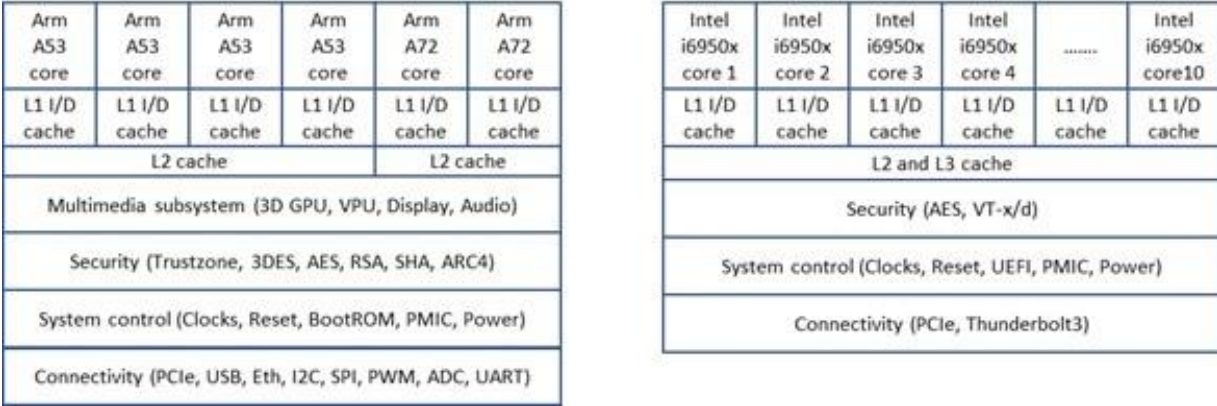 Arm A53 core
Arm A53 core
Arm A53 core
Arm A53 core
Arm A72 core
Arm A72 core
L1 I/D cache
L1 I/D cache
L1 I/D cache
L1 I/D cache
L1 I/D cache
L1 I/D cache
L2 cache
L2 cache
Multimedia subsystem (3D GPU, VPU, Display, Audio)
Security (Trustzone, 3DES, AES, RSA, SHA, ARC4)
System control (Clocks, Reset, BootROM, PMIC, Power)
Connectivity (PCIe, USB, Eth, I2C, SPI, PWM, ADC, UART)
Intel i6950x core 1
Intel i6950x core 2
Intel i6950x core 3
Intel i6950x core 4
.......
Intel i6950x core10
L1 I/D cache
L1 I/D cache
L1 I/D cache
L1 I/D cache
L1 I/D cache
L1 I/D cache
L2 and L3 cache
Security (AES, VT-x/d)
System control (Clocks, Reset, UEFI, PMIC, Power)
Connectivity (PCIe, Thunderbolt3)